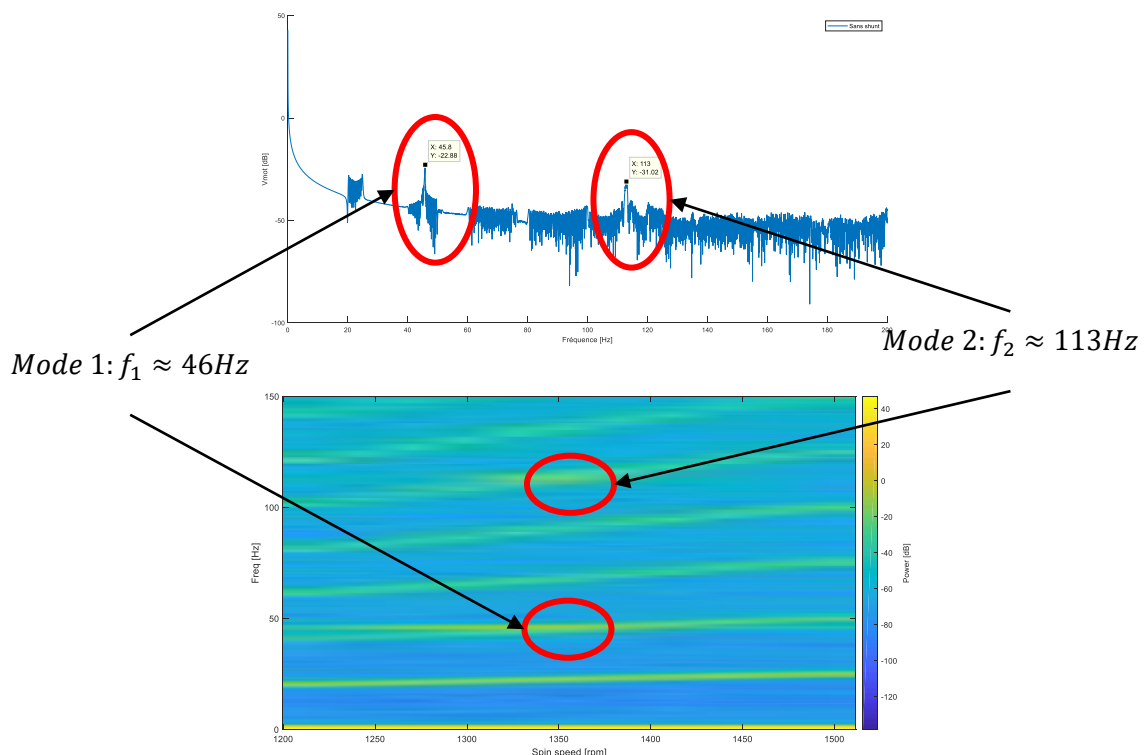 50
Sans shunt
0
X: 45.8
Y: -22.88
X: 113
Y: -31.02
Vmot [dB]
-50
-100
0 20 40 60 80 100 120 140 160 180 200
Fréquence [Hz]
Mode 1: f₁ ≈ 46Hz
Mode 2: f₂ ≈ 113Hz
150
100
50
0
Freq [Hz]
1200 1250 1300 1350 1400 1450 1500
Spin speed [rpm]
40
20
0
-20
-40
-60
-80
-100
-120
Power [dB]